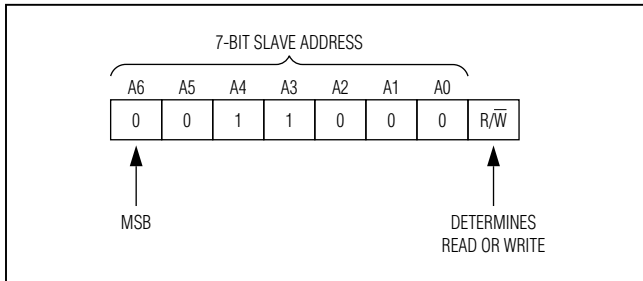 7-BIT SLAVE ADDRESS
A6 A5 A4 A3 A2 A1 A0
0 0 1 1 0 0 0 R/W̅
MSB
DETERMINES
READ OR WRITE